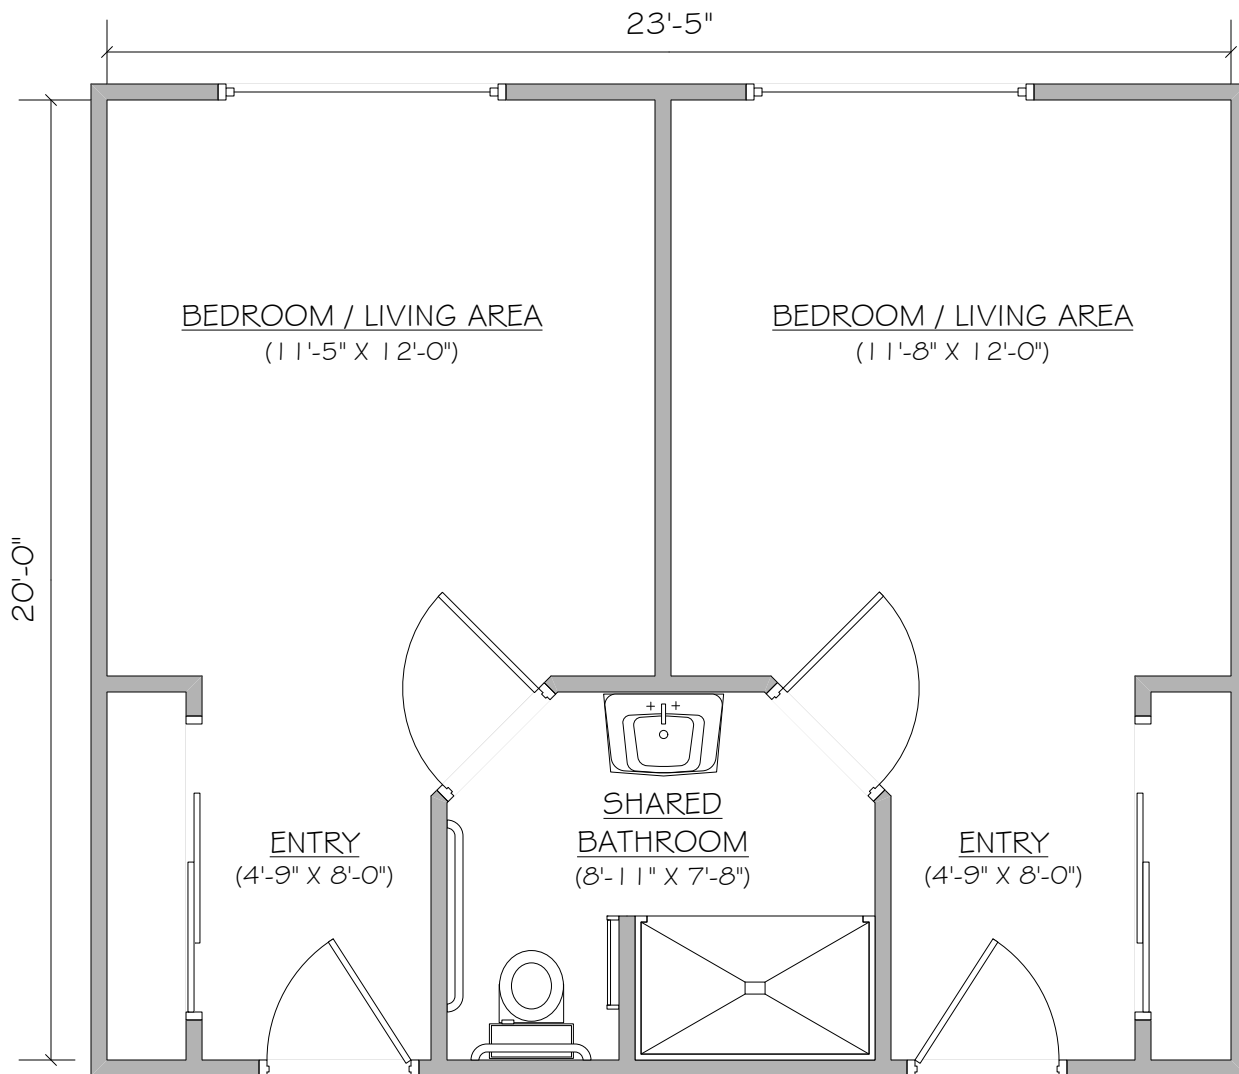 23'-5"
BEDROOM / LIVING AREA
(11'-5" X 12'-0")
BEDROOM / LIVING AREA
(11'-8" X 12'-0")
20'-0"
ENTRY
(4'-9" X 8'-0")
SHARED
BATHROOM
(8'-11" X 7'-8")
ENTRY
(4'-9" X 8'-0")